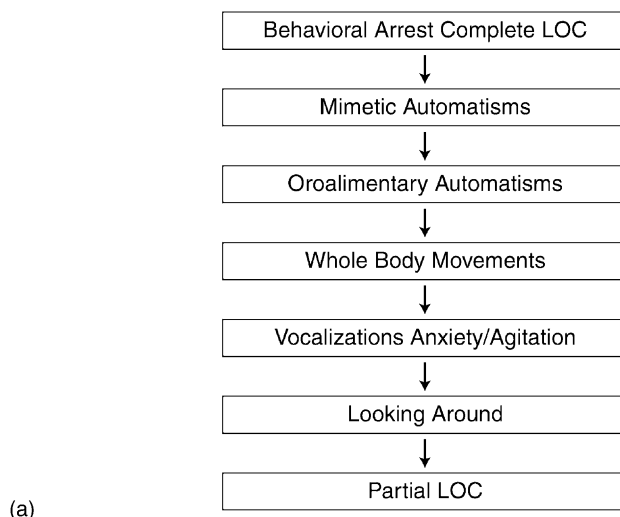 Behavioral Arrest Complete LOC
Mimetic Automatisms
Oroalimentary Automatisms
Whole Body Movements
Vocalizations Anxiety/Agitation
Looking Around
Partial LOC
(a)